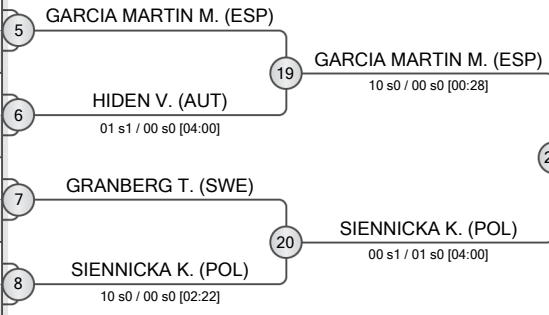 GARCIA MARTIN M. (ESP)
5
19
GARCIA MARTIN M. (ESP)
10 s0 / 00 s0 [00:28]
HIDEN V. (AUT)
6
01 s1 / 00 s0 [04:00]
GRANBERG T. (SWE)
7
20
SIENNICKA K. (POL)
00 s1 / 01 s0 [04:00]
SIENNICKA K. (POL)
8
10 s0 / 00 s0 [02:22]